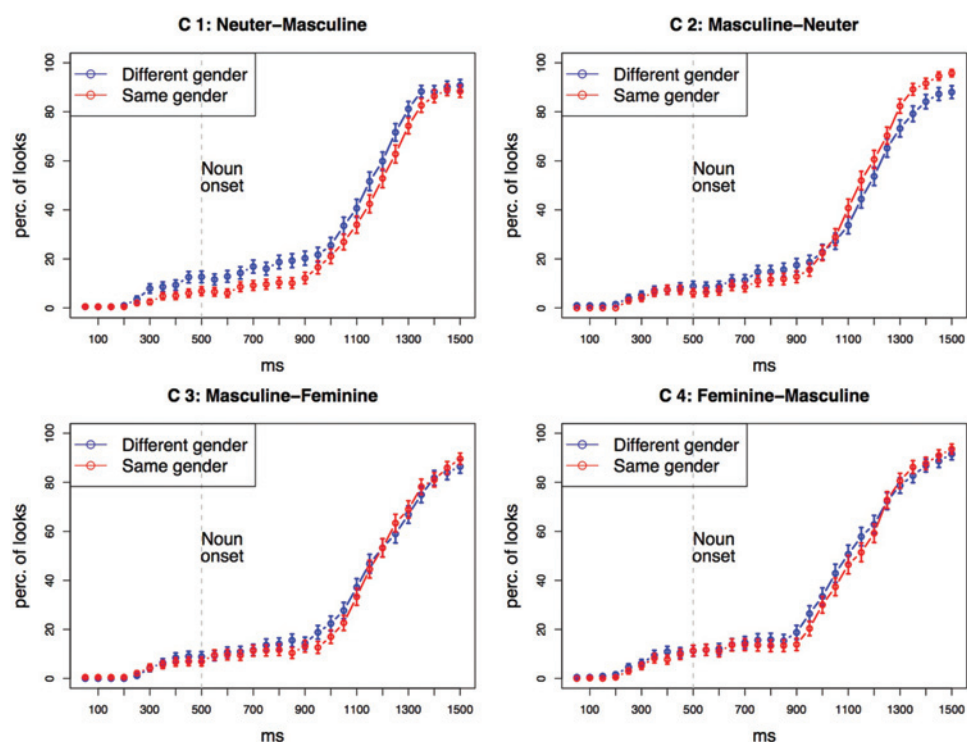 C 1: Neuter−Masculine
Different gender
Same gender
Noun
onset
perc. of looks
0 20 40 60 80 100
100 300 500 700 900 1100 1300 1500
ms
C 2: Masculine−Neuter
Different gender
Same gender
Noun
onset
perc. of looks
0 20 40 60 80 100
100 300 500 700 900 1100 1300 1500
ms
C 3: Masculine−Feminine
Different gender
Same gender
Noun
onset
perc. of looks
0 20 40 60 80 100
100 300 500 700 900 1100 1300 1500
ms
C 4: Feminine−Masculine
Different gender
Same gender
Noun
onset
perc. of looks
0 20 40 60 80 100
100 300 500 700 900 1100 1300 1500
ms